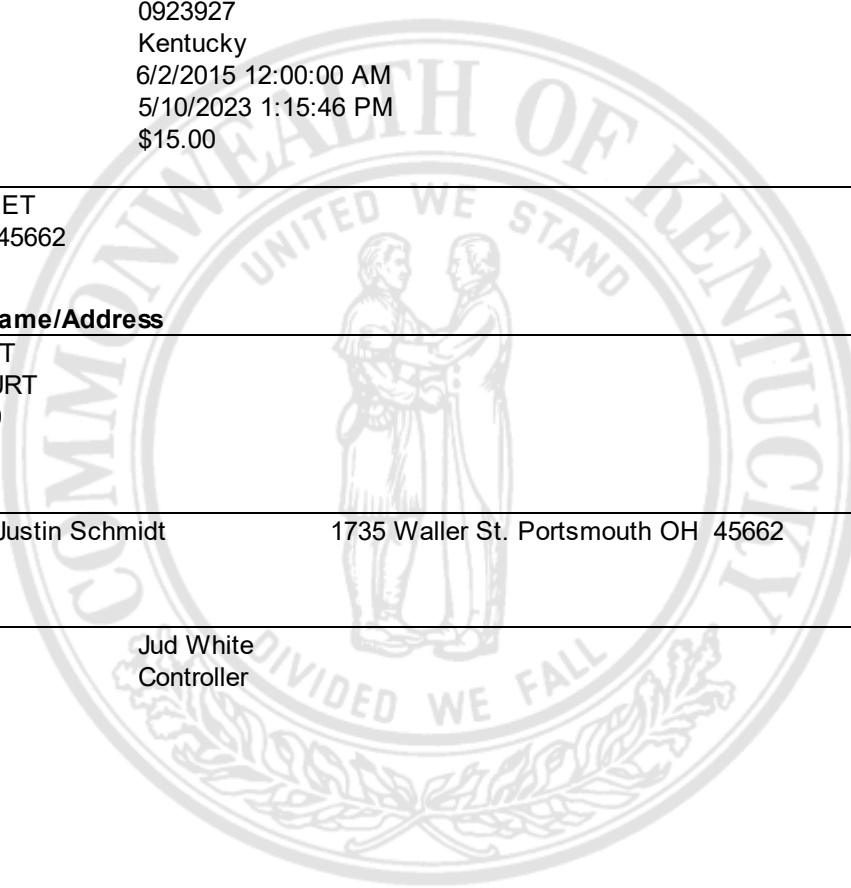 0923927
Kentucky
6/2/2015 12:00:00 AM
5/10/2023 1:15:46 PM
$15.00
ET
45662
ame/Address
T
URT
Justin Schmidt 1735 Waller St. Portsmouth OH 45662
Jud White
Controller
COMMONWEALTH OF KENTUCKY
UNITED WE STAND
DIVIDED WE FALL